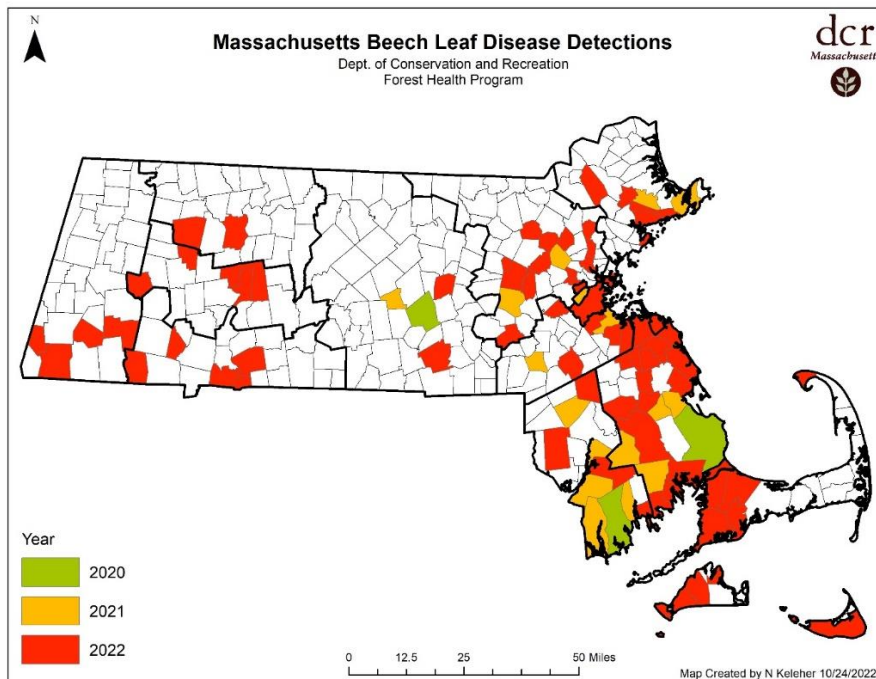 N
Massachusetts Beech Leaf Disease Detections
Dept. of Conservation and Recreation
Forest Health Program
dcr
Massachusetts
Year
2020
2021
2022
0 12.5 25 50 Miles
Map Created by N Keleher 10/24/2022